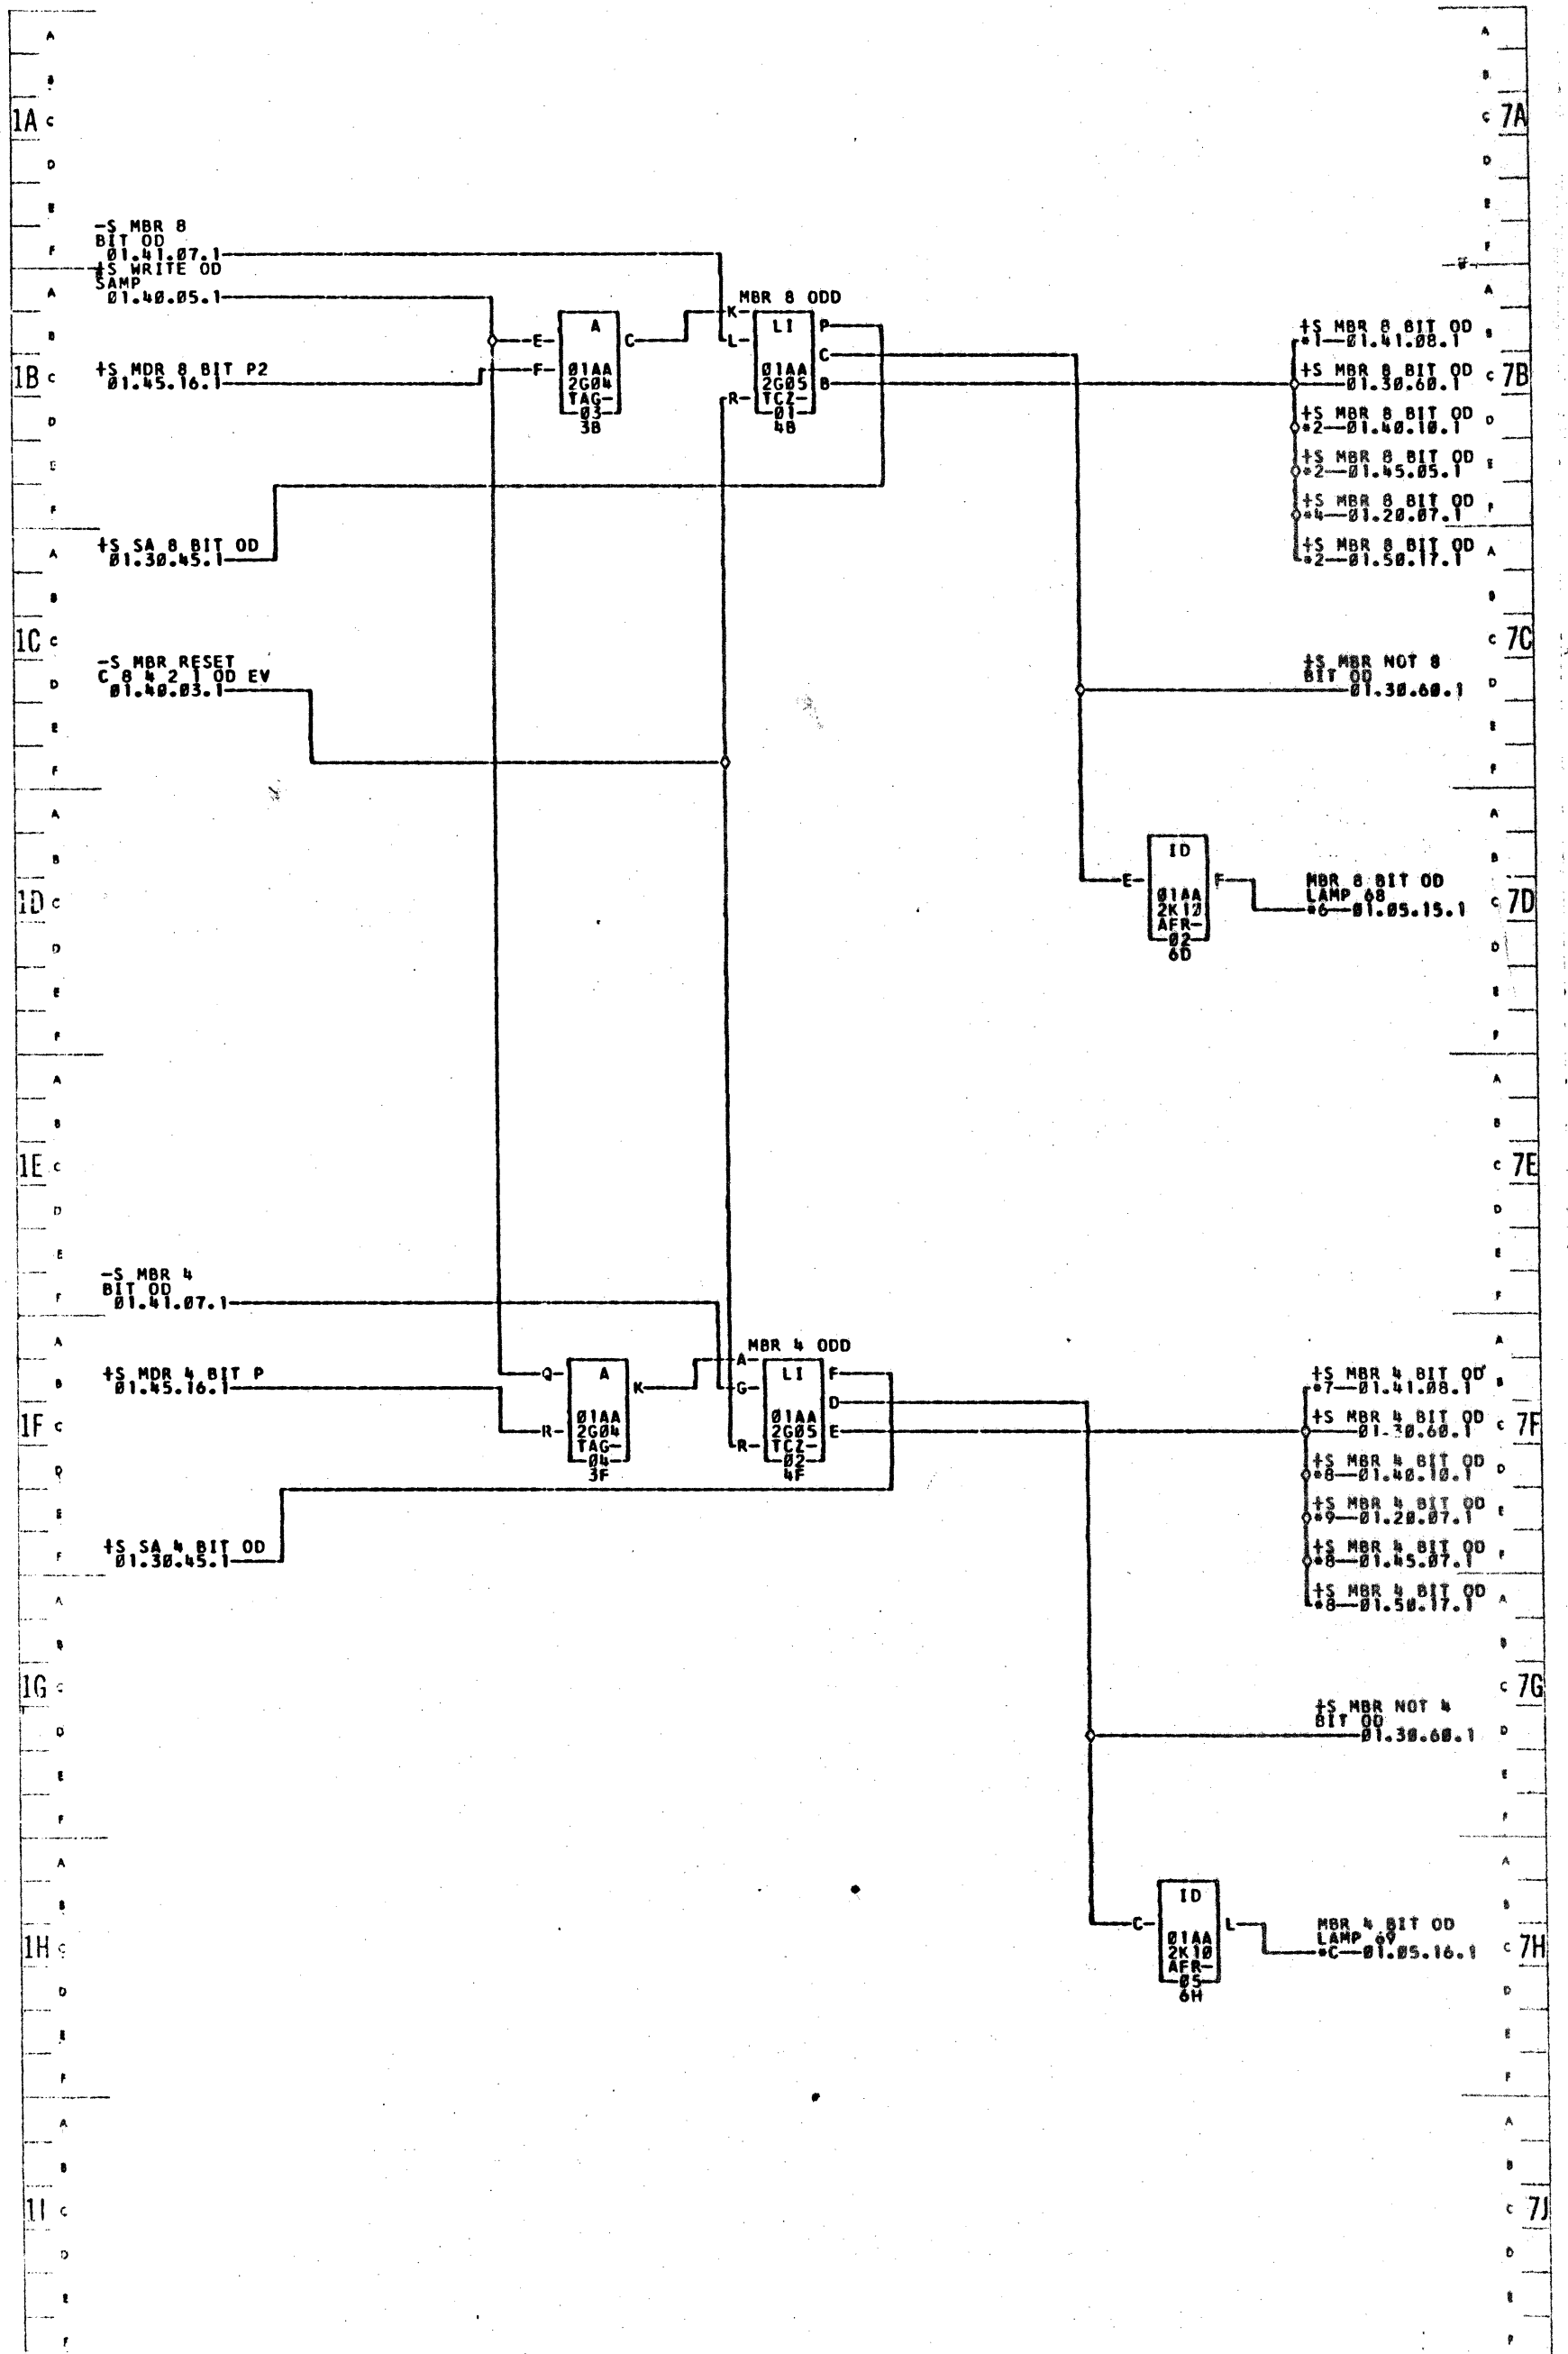 -S MBR 8
BIT OD
01.41.07.1
+S WRITE OD
SAMP
01.40.05.1
+S MDR 8 BIT P2
01.45.16.1
+S SA 8 BIT OD
01.30.45.1
-S MBR RESET
C 8 4 2 1 OD EV
01.40.03.1
E
F
A
C
01AA
2G04
TAG-
03
3B
MBR 8 ODD
K
L
R
LI
P
C
B
01AA
2G05
TCZ-
01
4B
+S MBR 8 BIT OD
*1—01.41.08.1
+S MBR 8 BIT OD
01.30.60.1
+S MBR 8 BIT OD
*2—01.40.10.1
+S MBR 8 BIT OD
*2—01.45.05.1
+S MBR 8 BIT OD
*4—01.20.07.1
+S MBR 8 BIT OD
*2—01.50.17.1
+S MBR NOT 8
BIT OD
01.30.60.1
E
ID
F
01AA
2K12
AFR-
02
6D
MBR 8 BIT OD
LAMP 68
*6—01.05.15.1
-S MBR 4
BIT OD
01.41.07.1
+S MDR 4 BIT P
01.45.16.1
+S SA 4 BIT OD
01.30.45.1
Q
R
A
K
01AA
2G04
TAG-
04
3F
MBR 4 ODD
A
G
R
LI
F
D
E
01AA
2G05
TCZ-
02
4F
+S MBR 4 BIT OD
*7—01.41.08.1
+S MBR 4 BIT OD
01.30.60.1
+S MBR 4 BIT OD
*8—01.40.10.1
+S MBR 4 BIT OD
*9—01.20.07.1
+S MBR 4 BIT OD
*8—01.45.07.1
+S MBR 4 BIT OD
*8—01.50.17.1
+S MBR NOT 4
BIT OD
01.30.60.1
C
ID
L
01AA
2K10
AFR-
05
6H
MBR 4 BIT OD
LAMP 69
*C—01.05.16.1
1A
1B
1C
1D
1E
1F
1G
1H
1I
7A
7B
7C
7D
7E
7F
7G
7H
7J